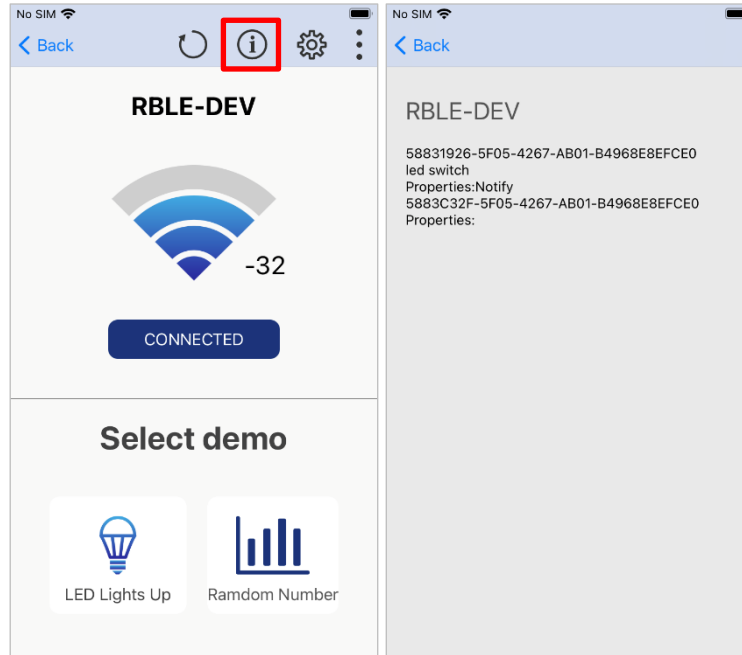 No SIM
Back
i
RBLE-DEV
-32
CONNECTED
Select demo
LED Lights Up
Ramdom Number
No SIM
Back
RBLE-DEV
58831926-5F05-4267-AB01-B4968E8EFCE0
led switch
Properties:Notify
5883C32F-5F05-4267-AB01-B4968E8EFCE0
Properties: